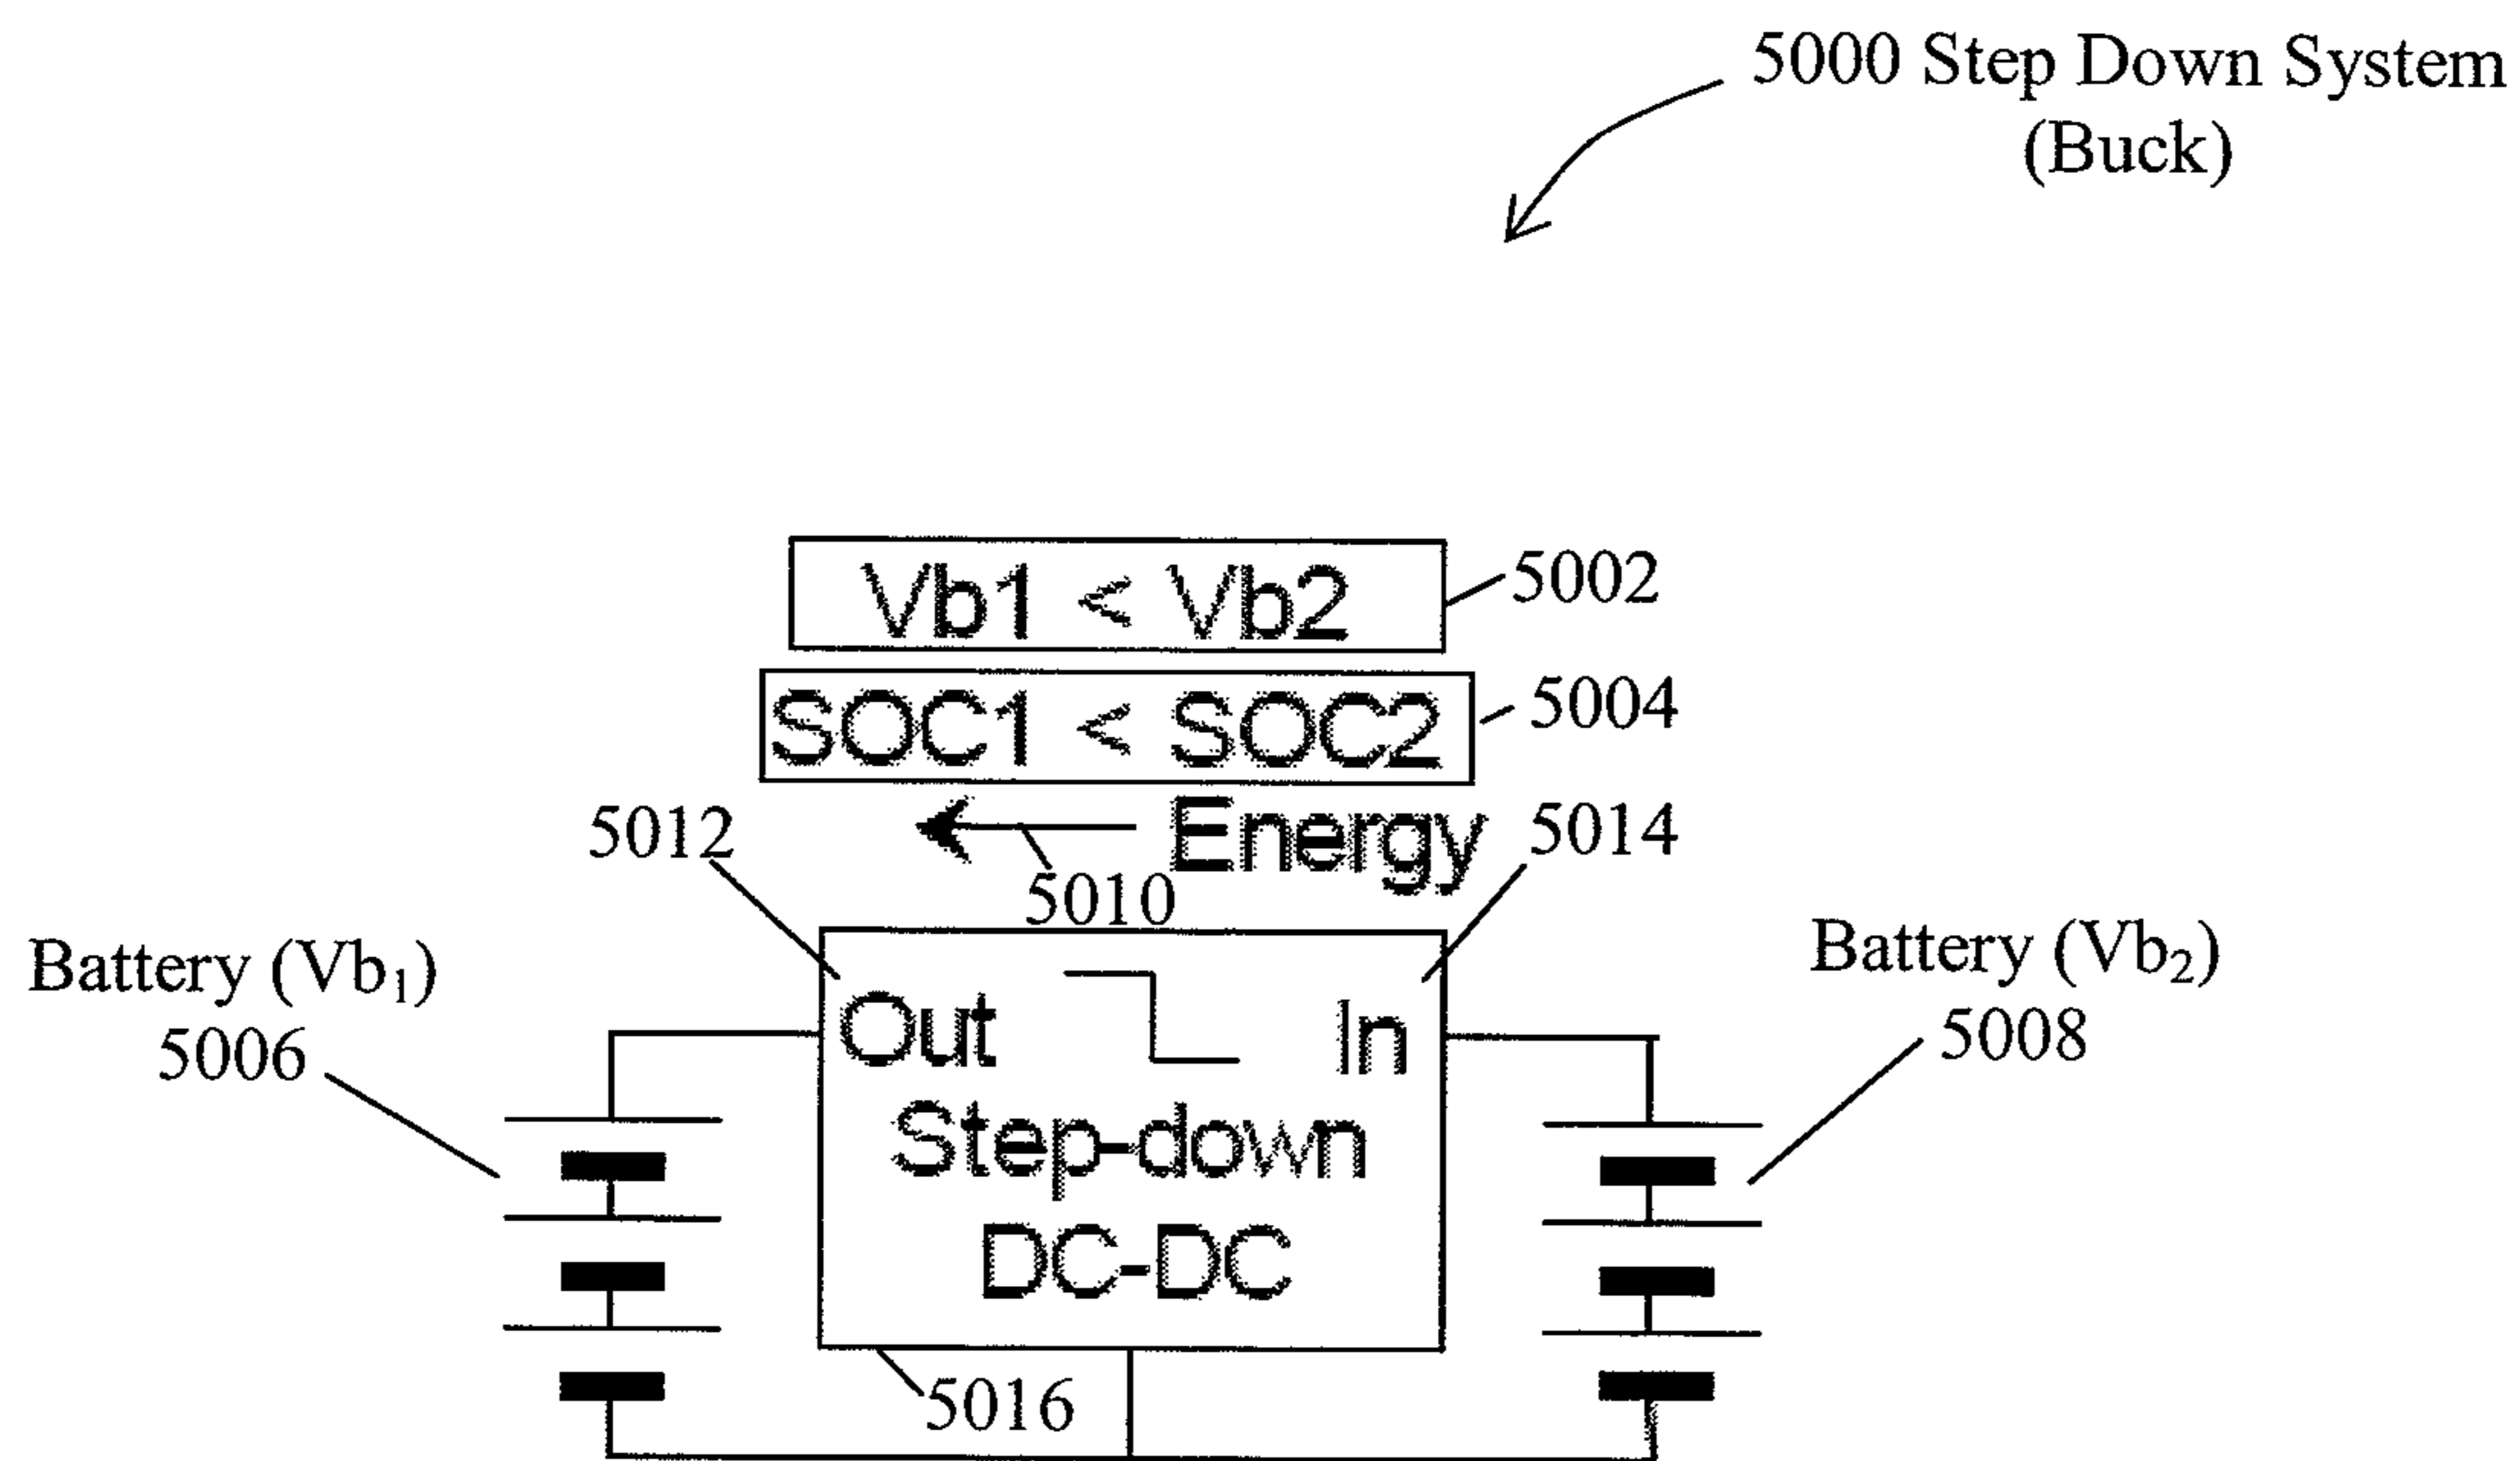 5000 Step Down System
(Buck)
Vb1 < Vb2
5002
SOC1 < SOC2
5004
5012
Energy
5014
5010
Battery (Vb₁)
5006
Out
In
Battery (Vb₂)
5008
Step-down
DC-DC
5016